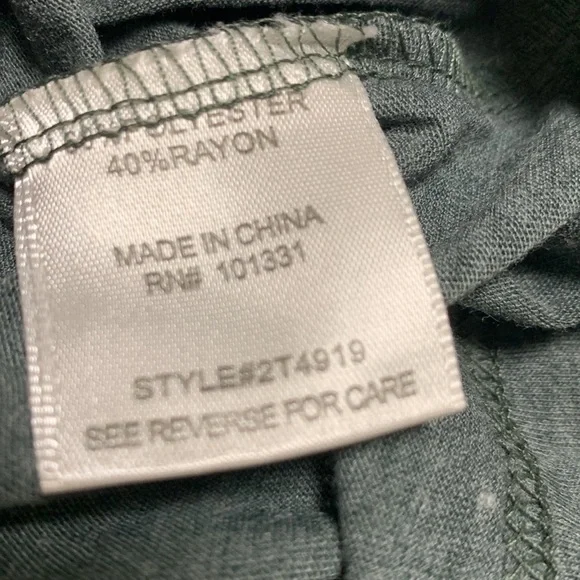 POLYESTER
40%RAYON
MADE IN CHINA
RN# 101331
STYLE#2T4919
SEE REVERSE FOR CARE